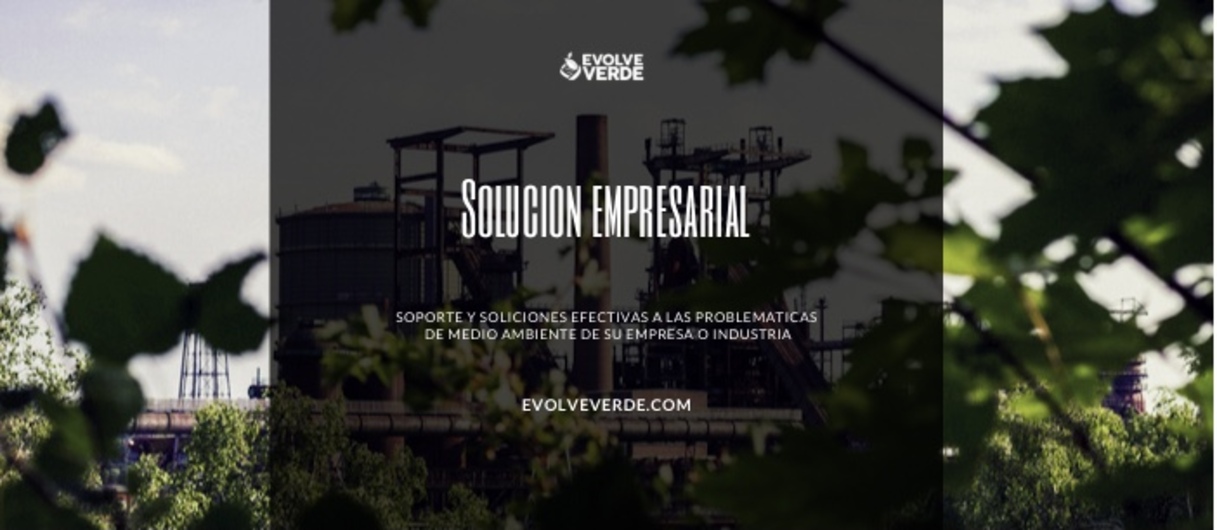 EVOLVE
VERDE
SOLUCION EMPRESARIAL
SOPORTE Y SOLICIONES EFECTIVAS A LAS PROBLEMATICAS
DE MEDIO AMBIENTE DE SU EMPRESA O INDUSTRIA
EVOLVEVERDE.COM